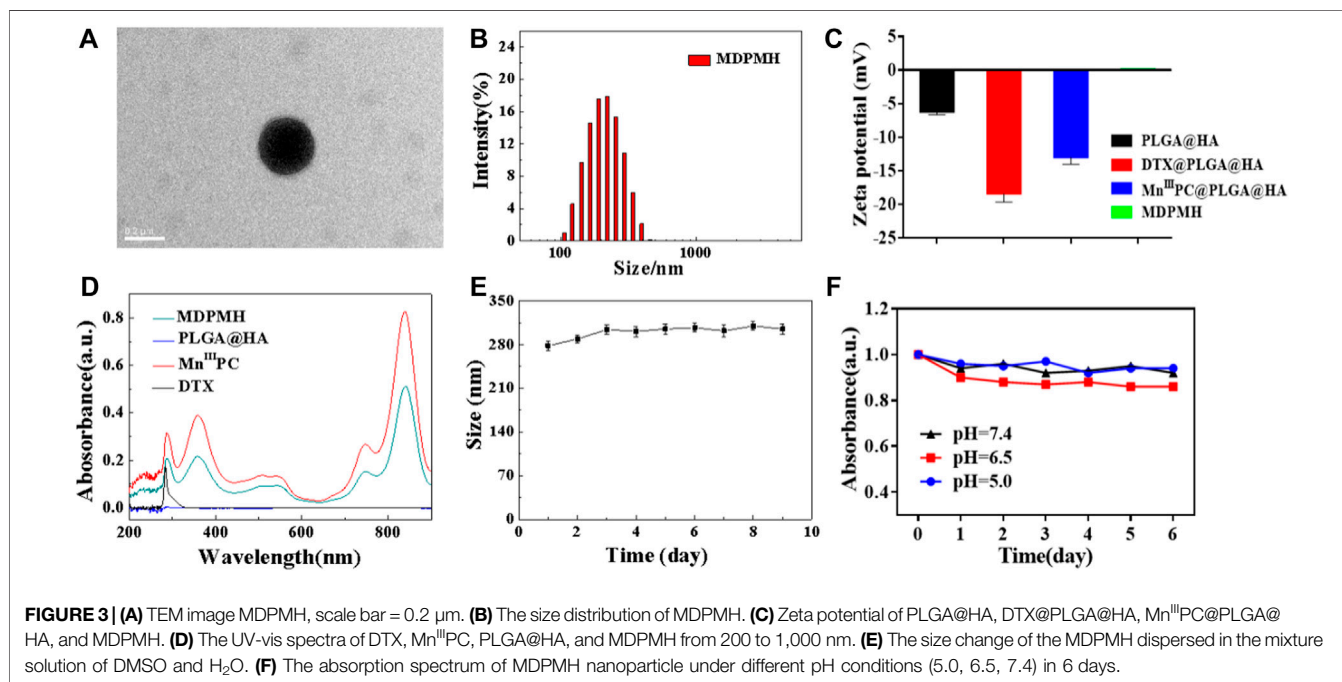 A
0.2 µm
B
24
20
16
12
8
4
0
Intensity(%)
MDPMH
100
1000
Size/nm
C
5
0
-5
-10
-15
-20
-25
Zeta potential (mV)
PLGA@HA
DTX@PLGA@HA
MnIIIPC@PLGA@HA
MDPMH
D
0.8
0.6
0.4
0.2
0.0
Abosorbance(a.u.)
MDPMH
PLGA@HA
MnIIIPC
DTX
200
400
600
800
Wavelength(nm)
E
350
280
210
140
70
0
Size (nm)
0
2
4
6
8
10
Time (day)
F
1.2
1.0
0.8
0.6
0.4
Absorbance(a.u.)
pH=7.4
pH=6.5
pH=5.0
0
1
2
3
4
5
6
Time(day)
FIGURE 3 | (A) TEM image MDPMH, scale bar = 0.2 µm. (B) The size distribution of MDPMH. (C) Zeta potential of PLGA@HA, DTX@PLGA@HA, MnIIIPC@PLGA@
HA, and MDPMH. (D) The UV-vis spectra of DTX, MnIIIPC, PLGA@HA, and MDPMH from 200 to 1,000 nm. (E) The size change of the MDPMH dispersed in the mixture
solution of DMSO and H2O. (F) The absorption spectrum of MDPMH nanoparticle under different pH conditions (5.0, 6.5, 7.4) in 6 days.